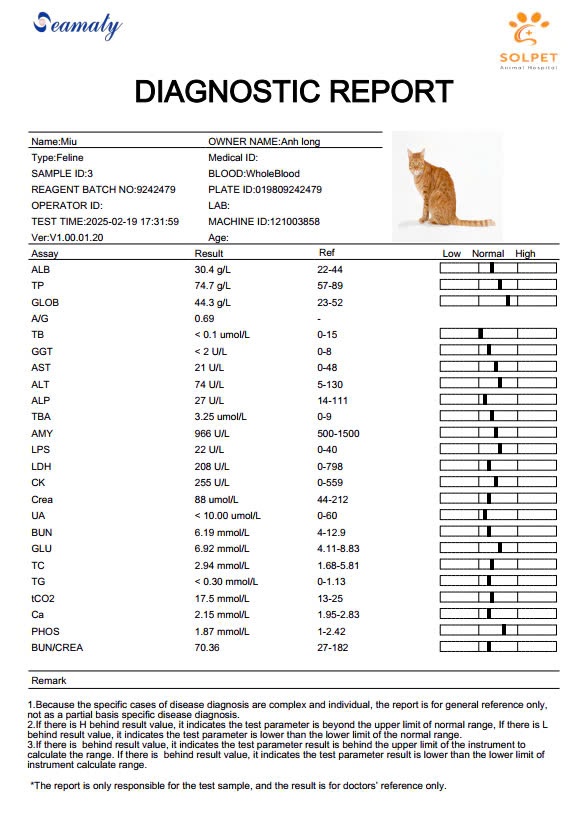 Seamaty
SOLPET
Animal Hospital
DIAGNOSTIC REPORT
Name:Miu OWNER NAME:Anh long
Type:Feline Medical ID:
SAMPLE ID:3 BLOOD:WholeBlood
REAGENT BATCH NO:9242479 PLATE ID:019809242479
OPERATOR ID: LAB:
TEST TIME:2025-02-19 17:31:59 MACHINE ID:121003858
Ver:V1.00.01.20 Age:
Assay Result Ref Low Normal High
ALB 30.4 g/L 22-44
TP 74.7 g/L 57-89
GLOB 44.3 g/L 23-52
A/G 0.69 -
TB < 0.1 umol/L 0-15
GGT < 2 U/L 0-8
AST 21 U/L 0-48
ALT 74 U/L 5-130
ALP 27 U/L 14-111
TBA 3.25 umol/L 0-9
AMY 966 U/L 500-1500
LPS 22 U/L 0-40
LDH 208 U/L 0-798
CK 255 U/L 0-559
Crea 88 umol/L 44-212
UA < 10.00 umol/L 0-60
BUN 6.19 mmol/L 4-12.9
GLU 6.92 mmol/L 4.11-8.83
TC 2.94 mmol/L 1.68-5.81
TG < 0.30 mmol/L 0-1.13
tCO2 17.5 mmol/L 13-25
Ca 2.15 mmol/L 1.95-2.83
PHOS 1.87 mmol/L 1-2.42
BUN/CREA 70.36 27-182
Remark
1.Because the specific cases of disease diagnosis are complex and individual, the report is for general reference only,
not as a partial basis specific disease diagnosis.
2.If there is H behind result value, it indicates the test parameter is beyond the upper limit of normal range, If there is L
behind result value, it indicates the test parameter is lower than the lower limit of the normal range.
3.If there is  behind result value, it indicates the test parameter result is behind the upper limit of the instrument to
calculate the range. If there is  behind result value, it indicates the test parameter result is lower than the lower limit of
instrument calculate range.
*The report is only responsible for the test sample, and the result is for doctors' reference only.